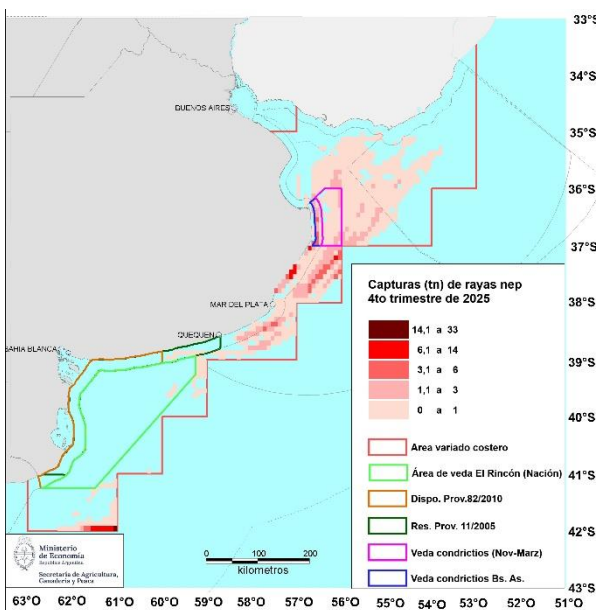 33°S
34°S
BUENOS AIRES
35°S
36°S
37°S
Capturas (tn) de rayas nep
4to trimestre de 2025
14,1 a 33
6,1 a 14
3,1 a 6
1,1 a 3
0 a 1
MAR DEL PLATA
38°S
QUEQUEN
BAHIA BLANCA
39°S
40°S
41°S
42°S
43°S
Area variado costero
Área de veda El Rincón (Nación)
Dispo. Prov.82/2010
Res. Prov. 11/2005
Veda condrictios (Nov-Marz)
Veda condrictios Bs. As.
Ministerio
de Economía
República Argentina
Secretaría de Agricultura,
Ganadería y Pesca
0 100 200
kilometros
63°O 62°O 61°O 60°O 59°O 58°O 57°O 56°O 55°O 54°O 53°O 52°O 51°O